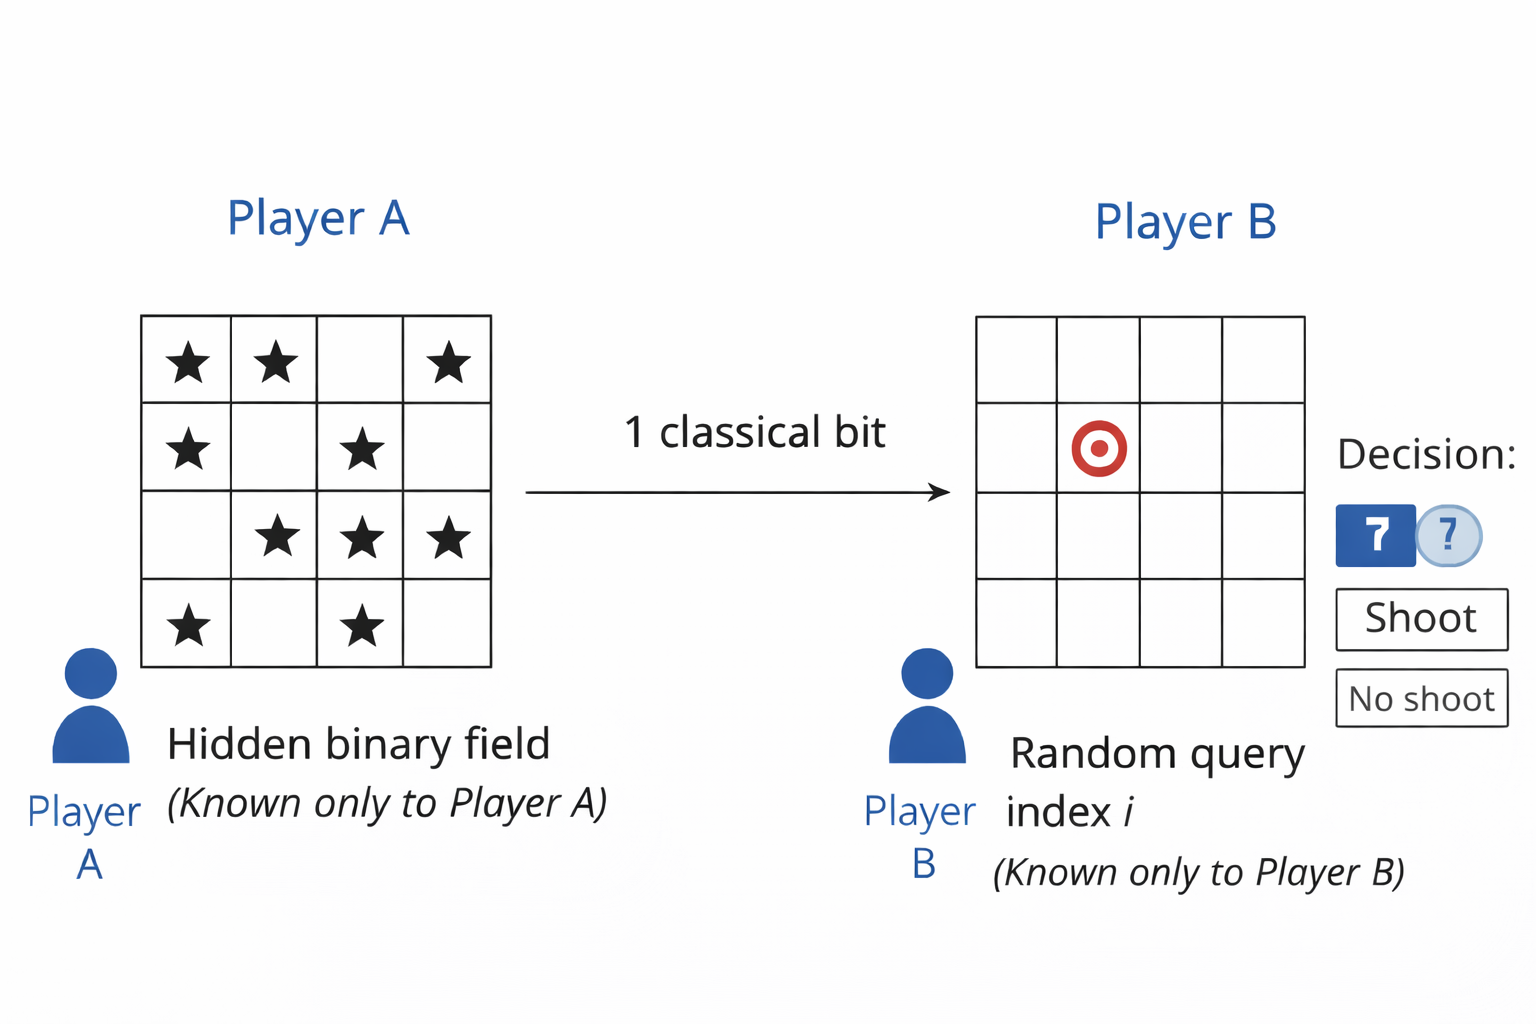 Player A
Player B
1 classical bit
Decision:
7 ?
Shoot
No shoot
Hidden binary field
(Known only to Player A)
Player
A
Random query
index i
(Known only to Player B)
Player
B